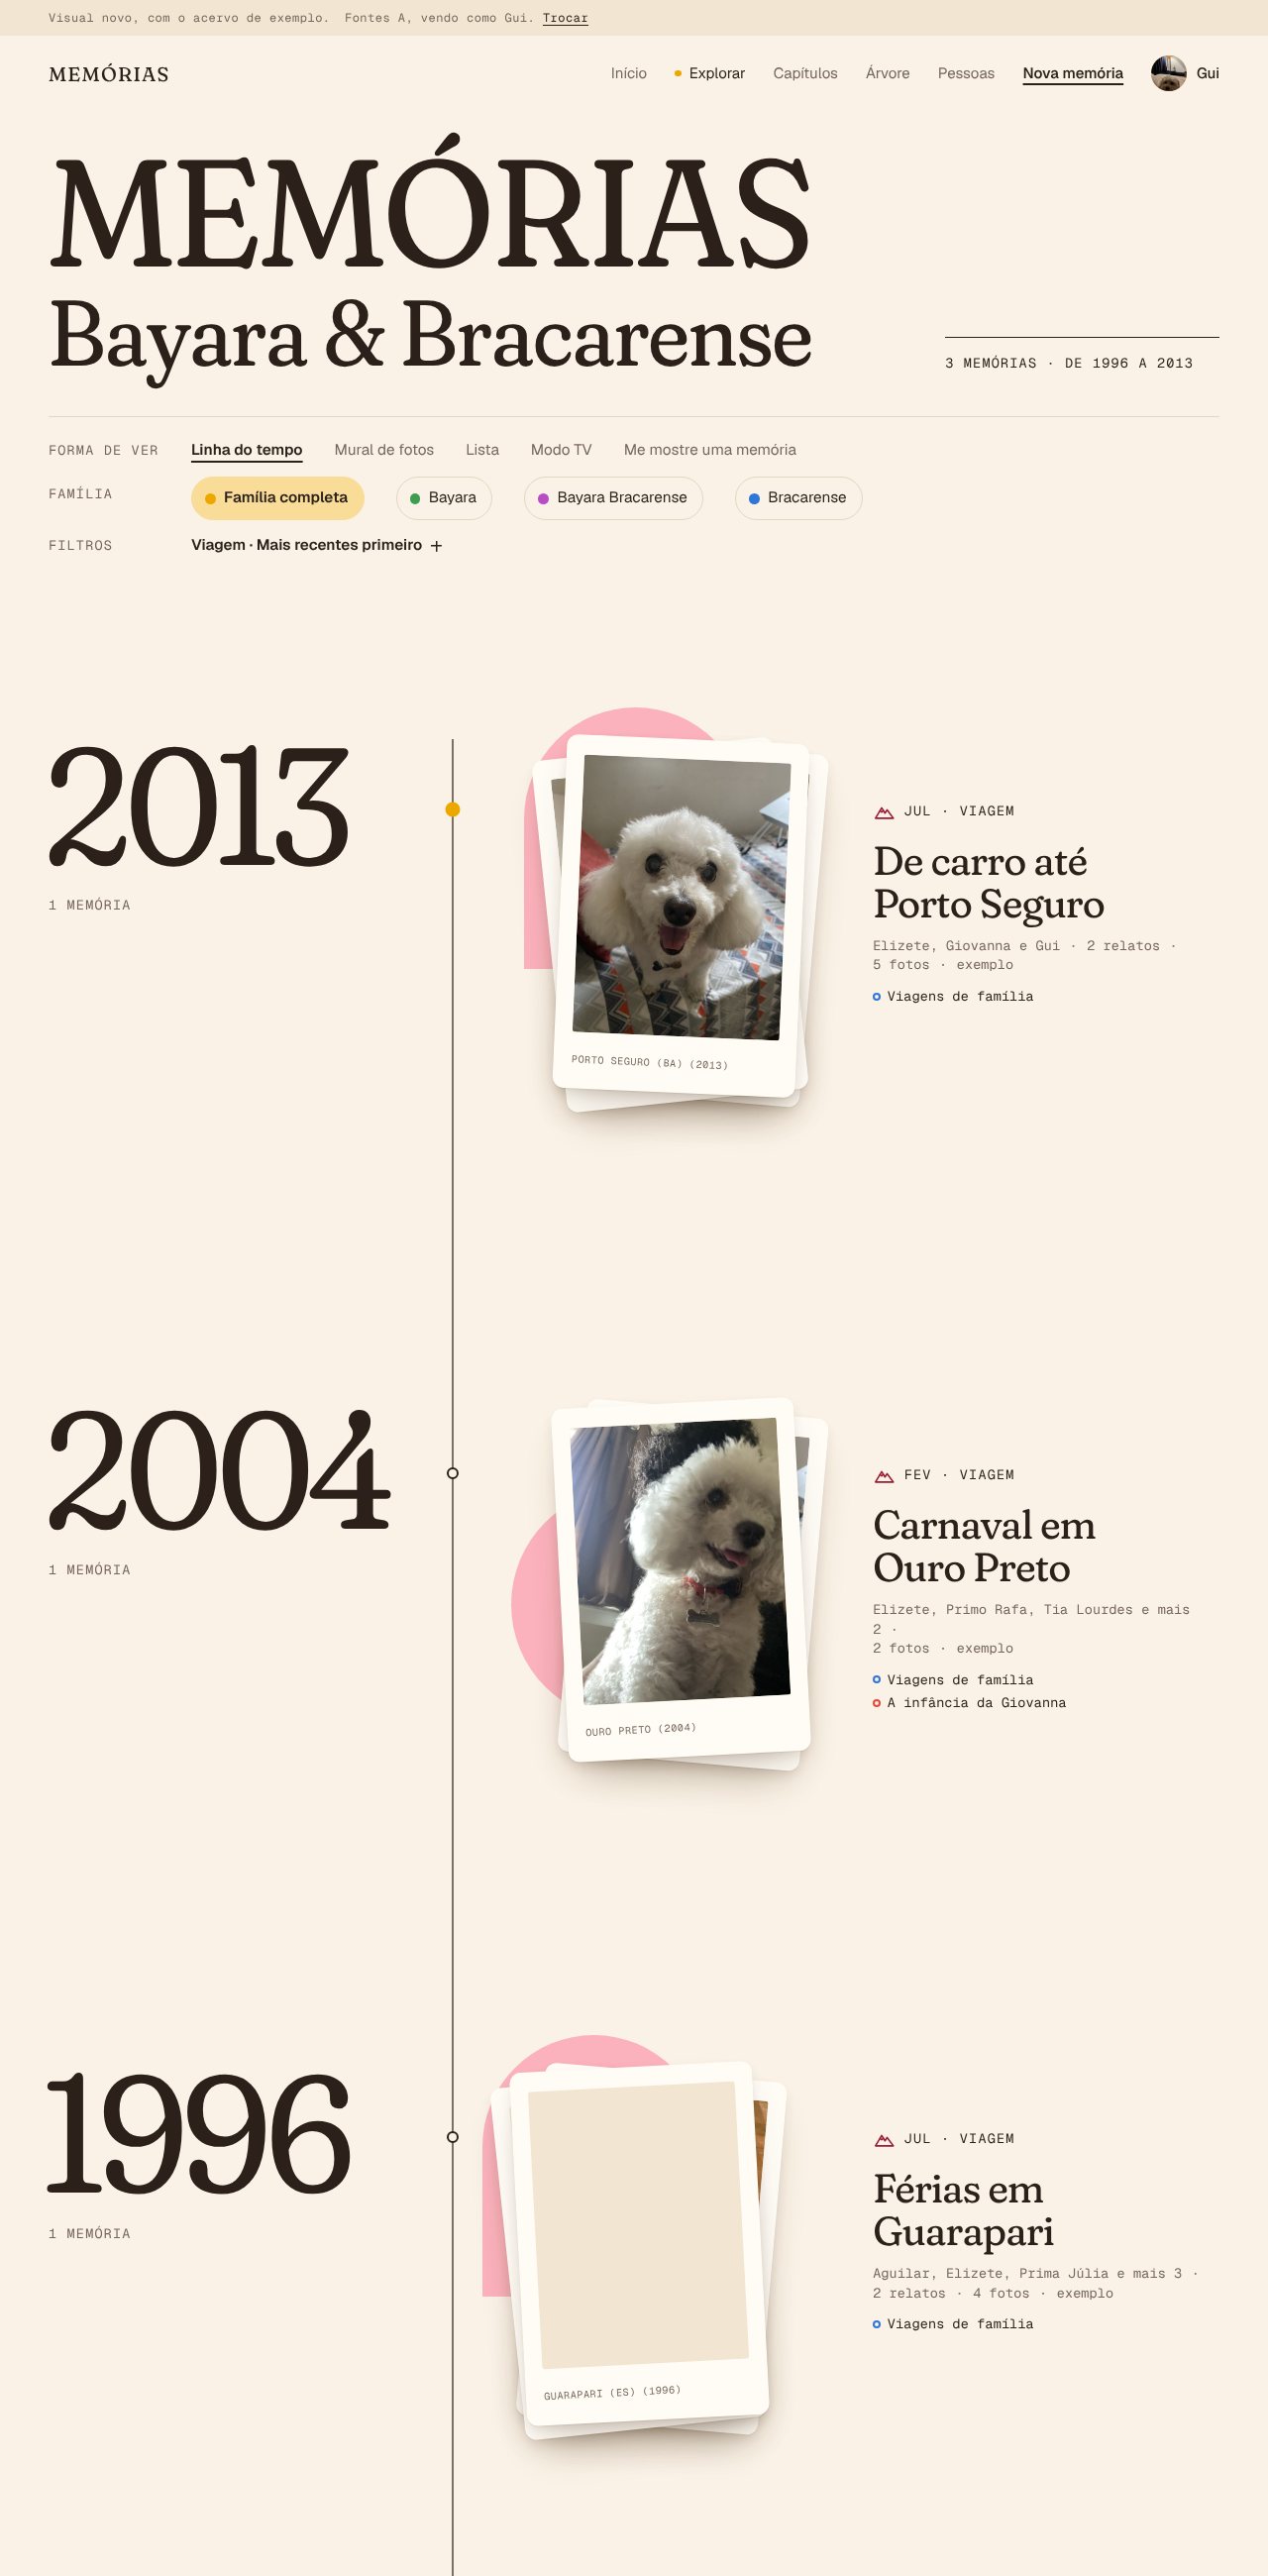 Visual novo, com o acervo de exemplo. Fontes A, vendo como Gui. Trocar
MEMÓRIAS
Início
Explorar
Capítulos
Árvore
Pessoas
Nova memória
Gui
MEMÓRIAS
Bayara & Bracarense
3 MEMÓRIAS · DE 1996 A 2013
FORMA DE VER
Linha do tempo
Mural de fotos
Lista
Modo TV
Me mostre uma memória
FAMÍLIA
Família completa
Bayara
Bayara Bracarense
Bracarense
FILTROS
Viagem · Mais recentes primeiro +
2013
1 MEMÓRIA
PORTO SEGURO (BA) (2013)
JUL · VIAGEM
De carro até
Porto Seguro
Elizete, Giovanna e Gui · 2 relatos ·
5 fotos · exemplo
Viagens de família
2004
1 MEMÓRIA
OURO PRETO (2004)
FEV · VIAGEM
Carnaval em
Ouro Preto
Elizete, Primo Rafa, Tia Lourdes e mais
2 ·
2 fotos · exemplo
Viagens de família
A infância da Giovanna
1996
1 MEMÓRIA
GUARAPARI (ES) (1996)
JUL · VIAGEM
Férias em
Guarapari
Aguilar, Elizete, Prima Júlia e mais 3 ·
2 relatos · 4 fotos · exemplo
Viagens de família